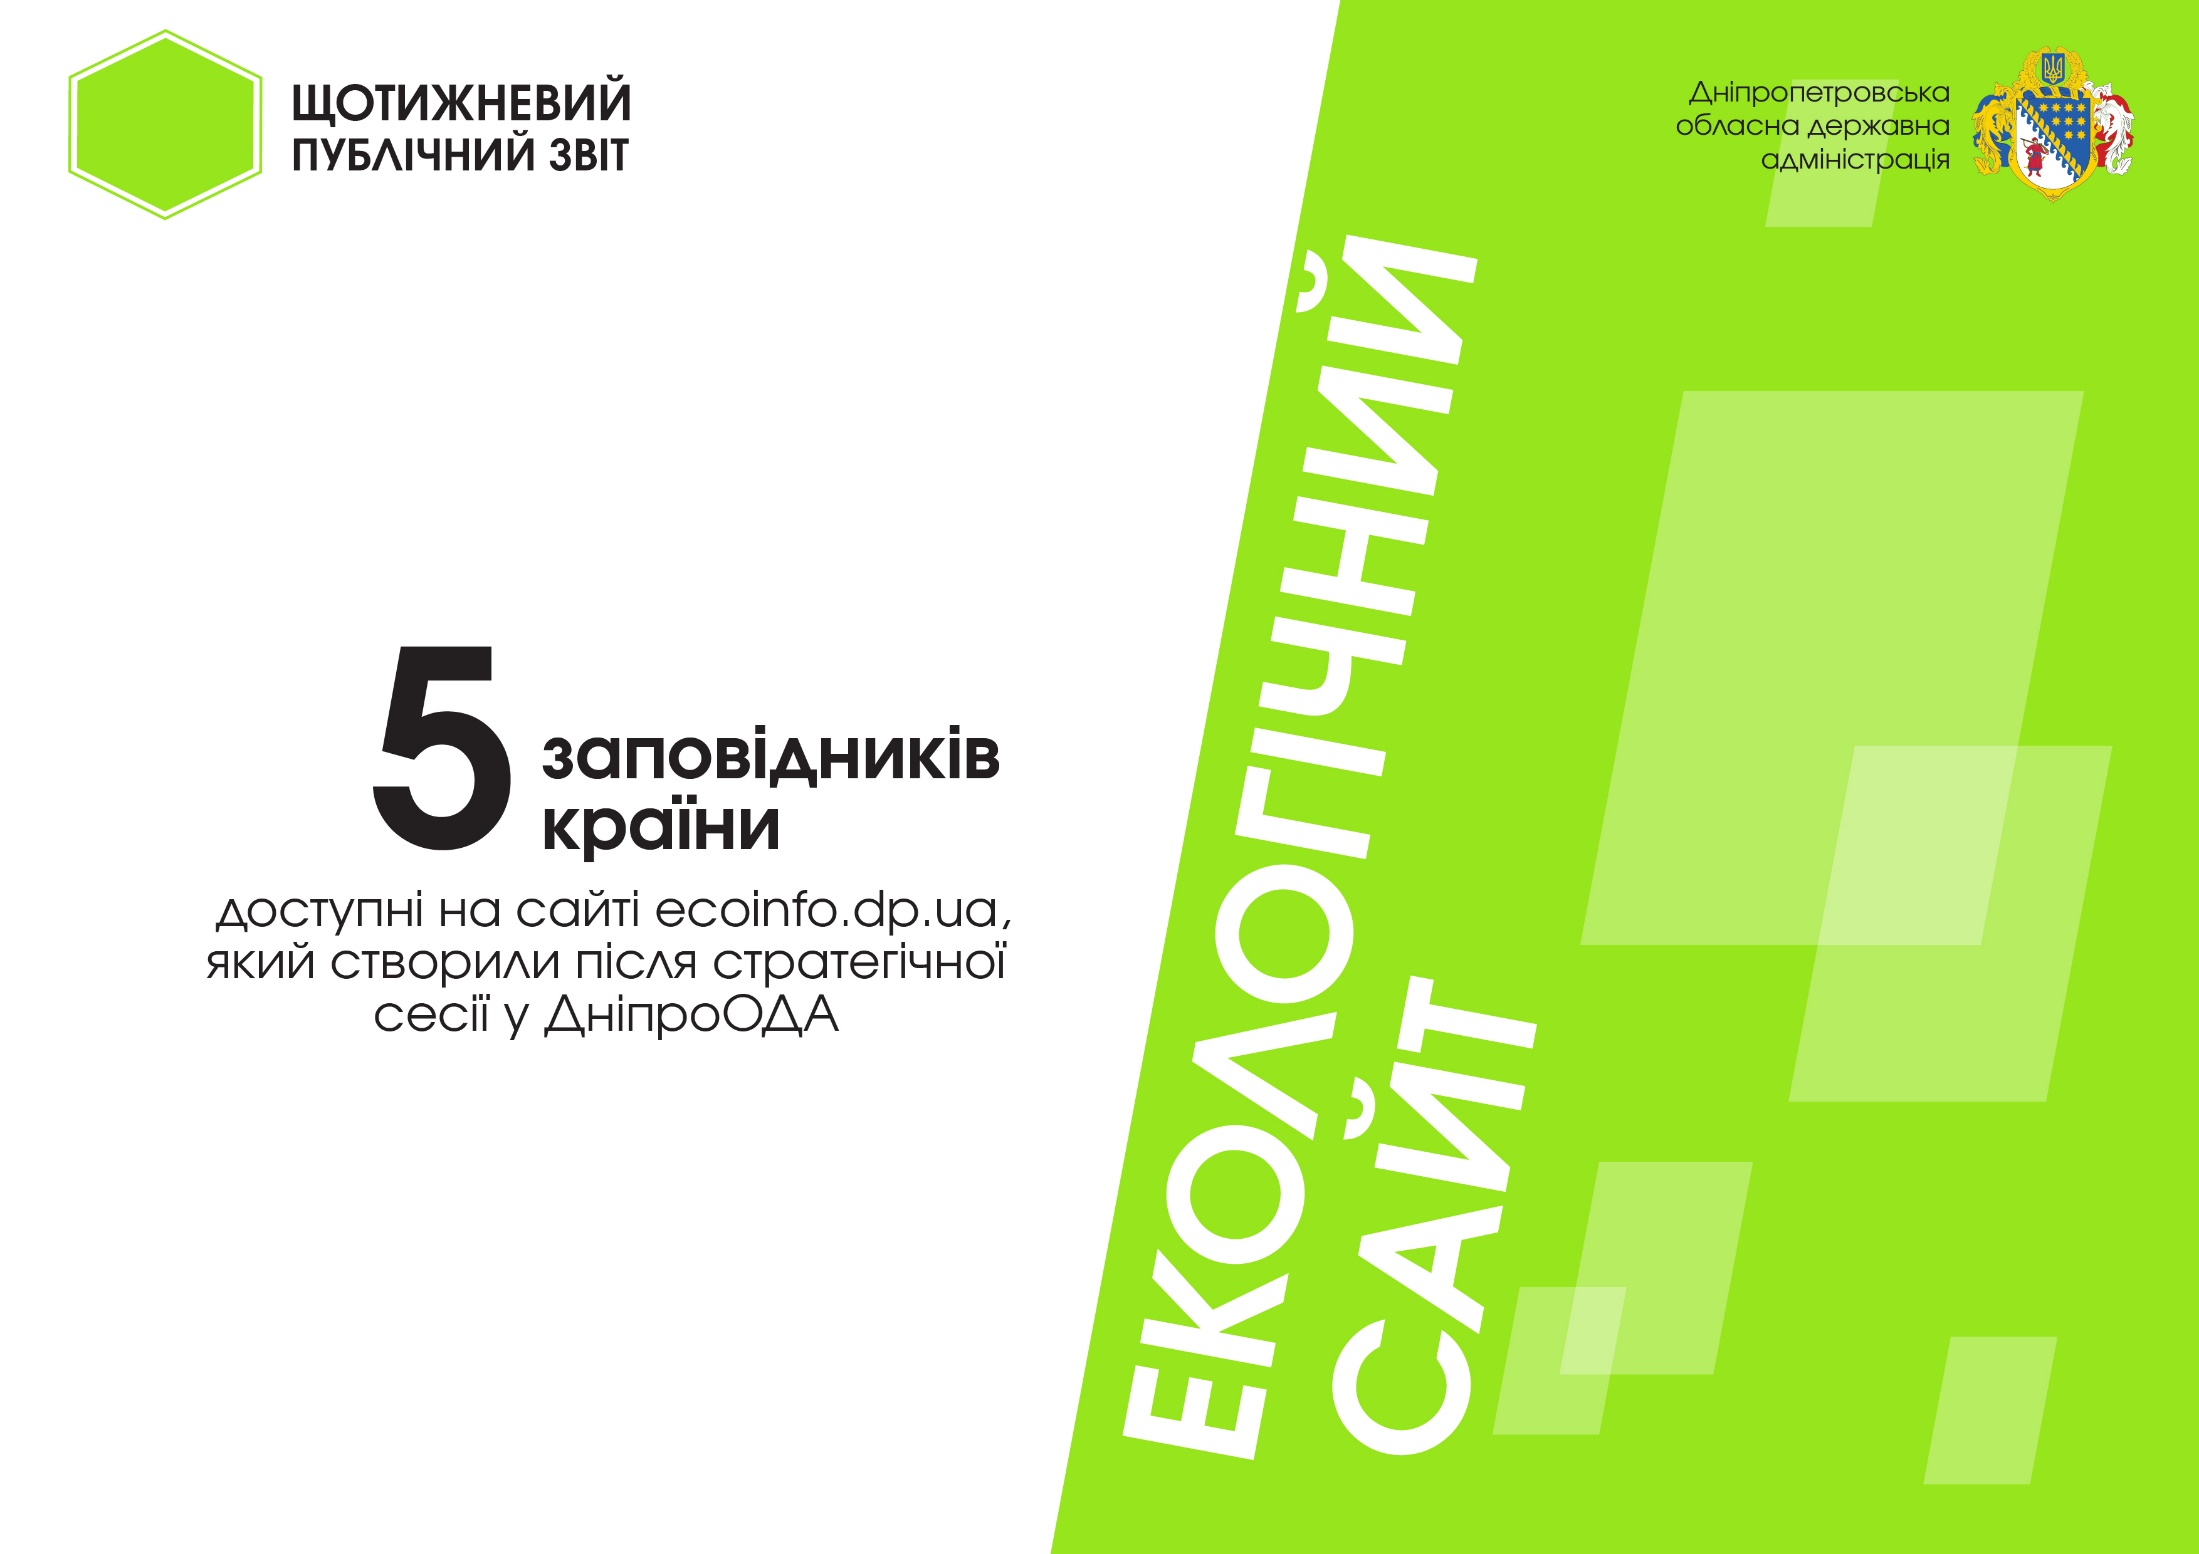 ЩОТИЖНЕВИЙ
ПУБЛІЧНИЙ ЗВІТ
Дніпропетровська
обласна державна
адміністрація
5 заповідників
країни
доступні на сайті ecoinfo.dp.ua,
який створили після стратегічної
сесії у ДніпроОДА
ЕКОЛОГІЧНИЙ
САЙТ